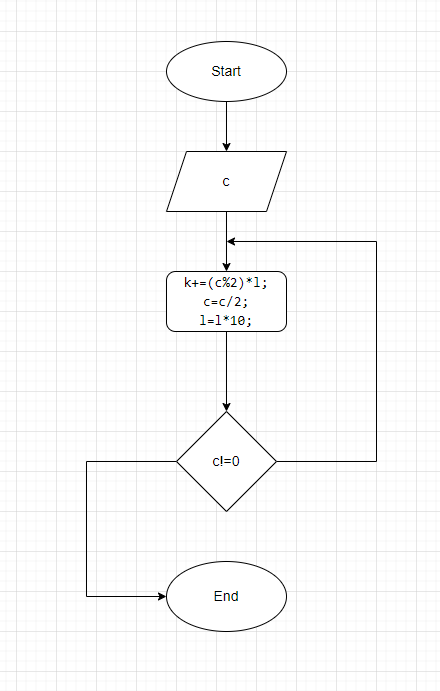 Start
c
k+=(c%2)*l;
c=c/2;
l=l*10;
c!=0
End